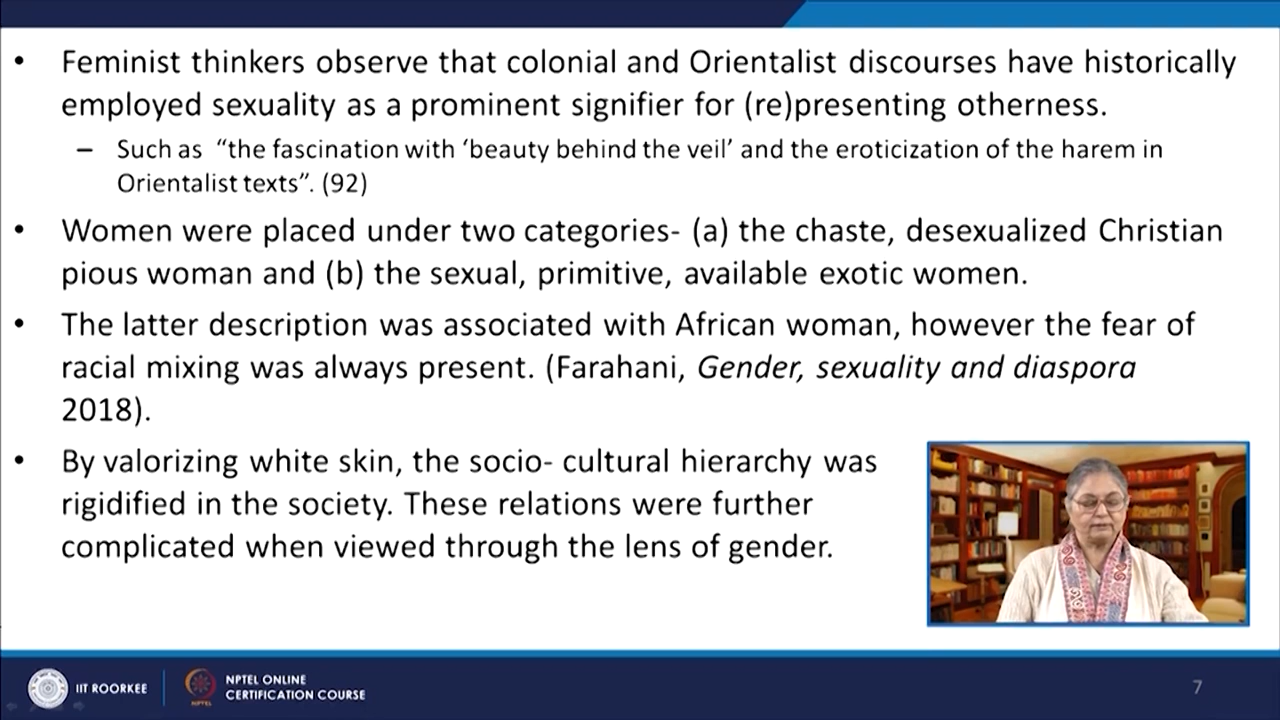 • Feminist thinkers observe that colonial and Orientalist discourses have historically
employed sexuality as a prominent signifier for (re)presenting otherness.
– Such as “the fascination with ‘beauty behind the veil’ and the eroticization of the harem in
Orientalist texts”. (92)
• Women were placed under two categories- (a) the chaste, desexualized Christian
pious woman and (b) the sexual, primitive, available exotic women.
• The latter description was associated with African woman, however the fear of
racial mixing was always present. (Farahani, Gender, sexuality and diaspora
2018).
• By valorizing white skin, the socio- cultural hierarchy was
rigidified in the society. These relations were further
complicated when viewed through the lens of gender.
IIT ROORKEE
NPTEL
NPTEL ONLINE
CERTIFICATION COURSE
7